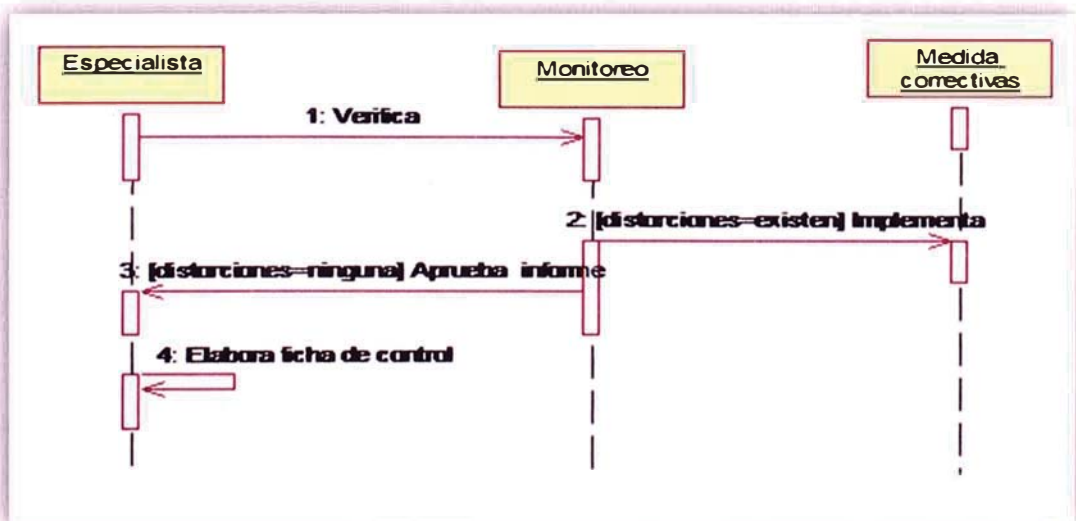 Especialista
Monitoreo
Medida
correctivas
1: Verifica
2: [distorciones=existen] Implementa
3: [distorciones=ninguna] Aprueba informe
4: Elabora ficha de control